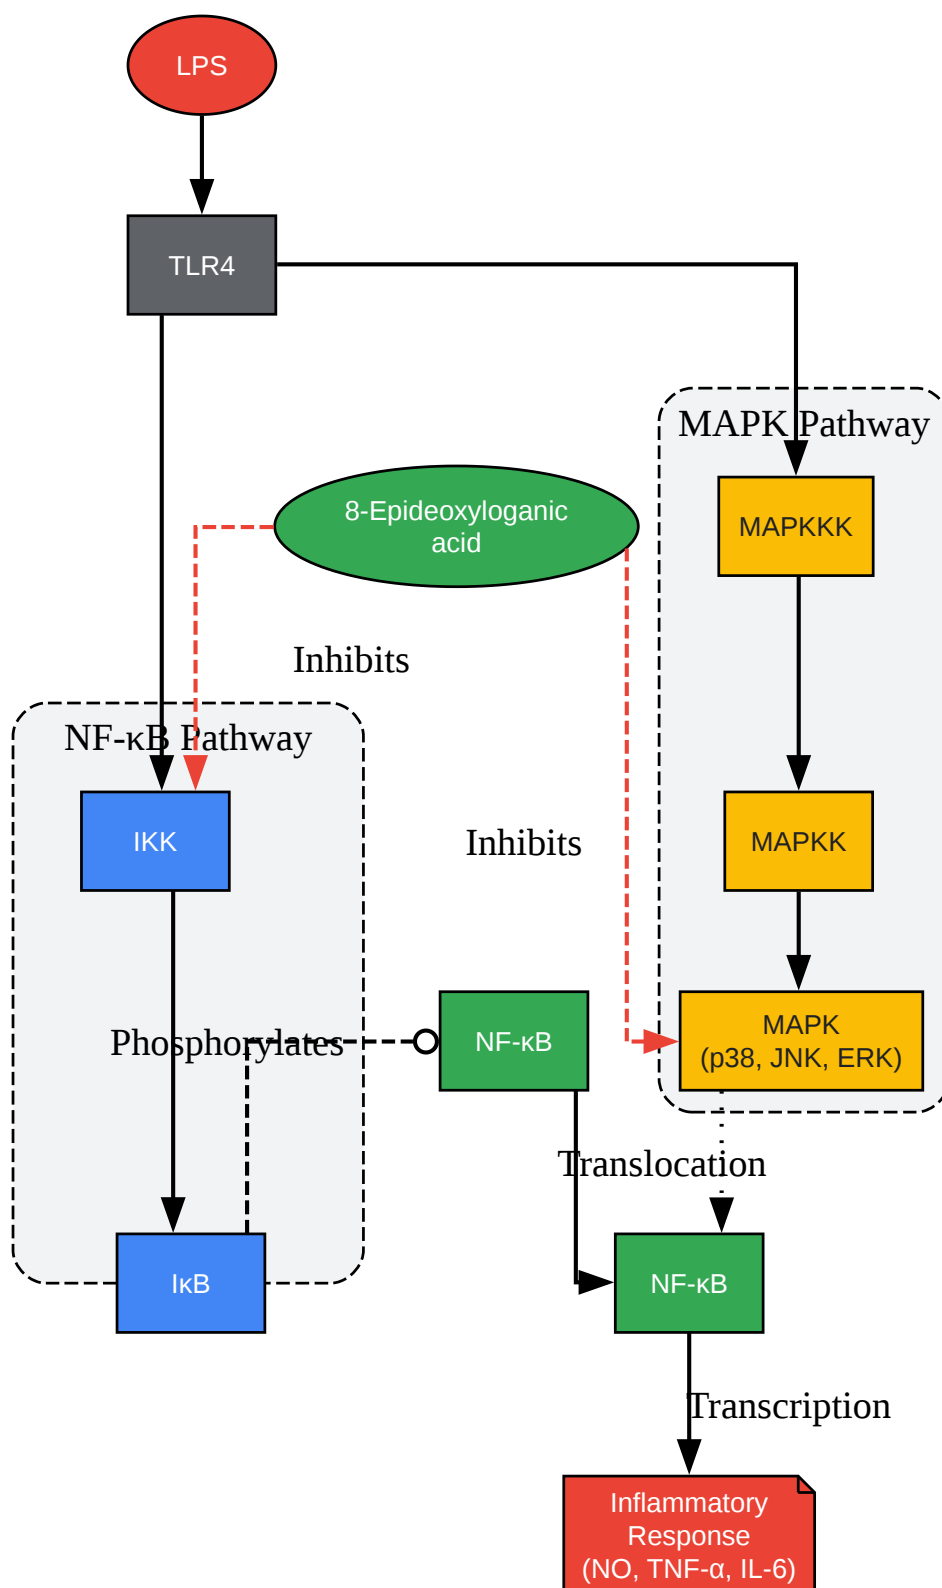 LPS
TLR4
MAPK Pathway
8-Epideoxyloganic
acid
MAPKKK
Inhibits
NF-κB Pathway
IKK
Inhibits
MAPKK
Phosphorylates
NF-κB
MAPK
(p38, JNK, ERK)
Translocation
IκB
NF-κB
Transcription
Inflammatory
Response
(NO, TNF-α, IL-6)